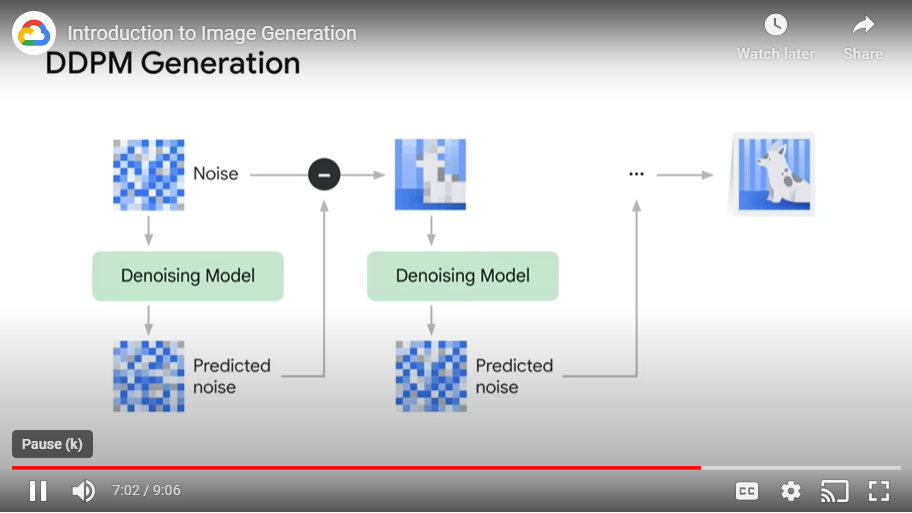 Introduction to Image Generation
Watch later
Share
DDPM Generation
Noise
−
...
Denoising Model
Denoising Model
Predicted
noise
Predicted
noise
Pause (k)
7:02 / 9:06
CC